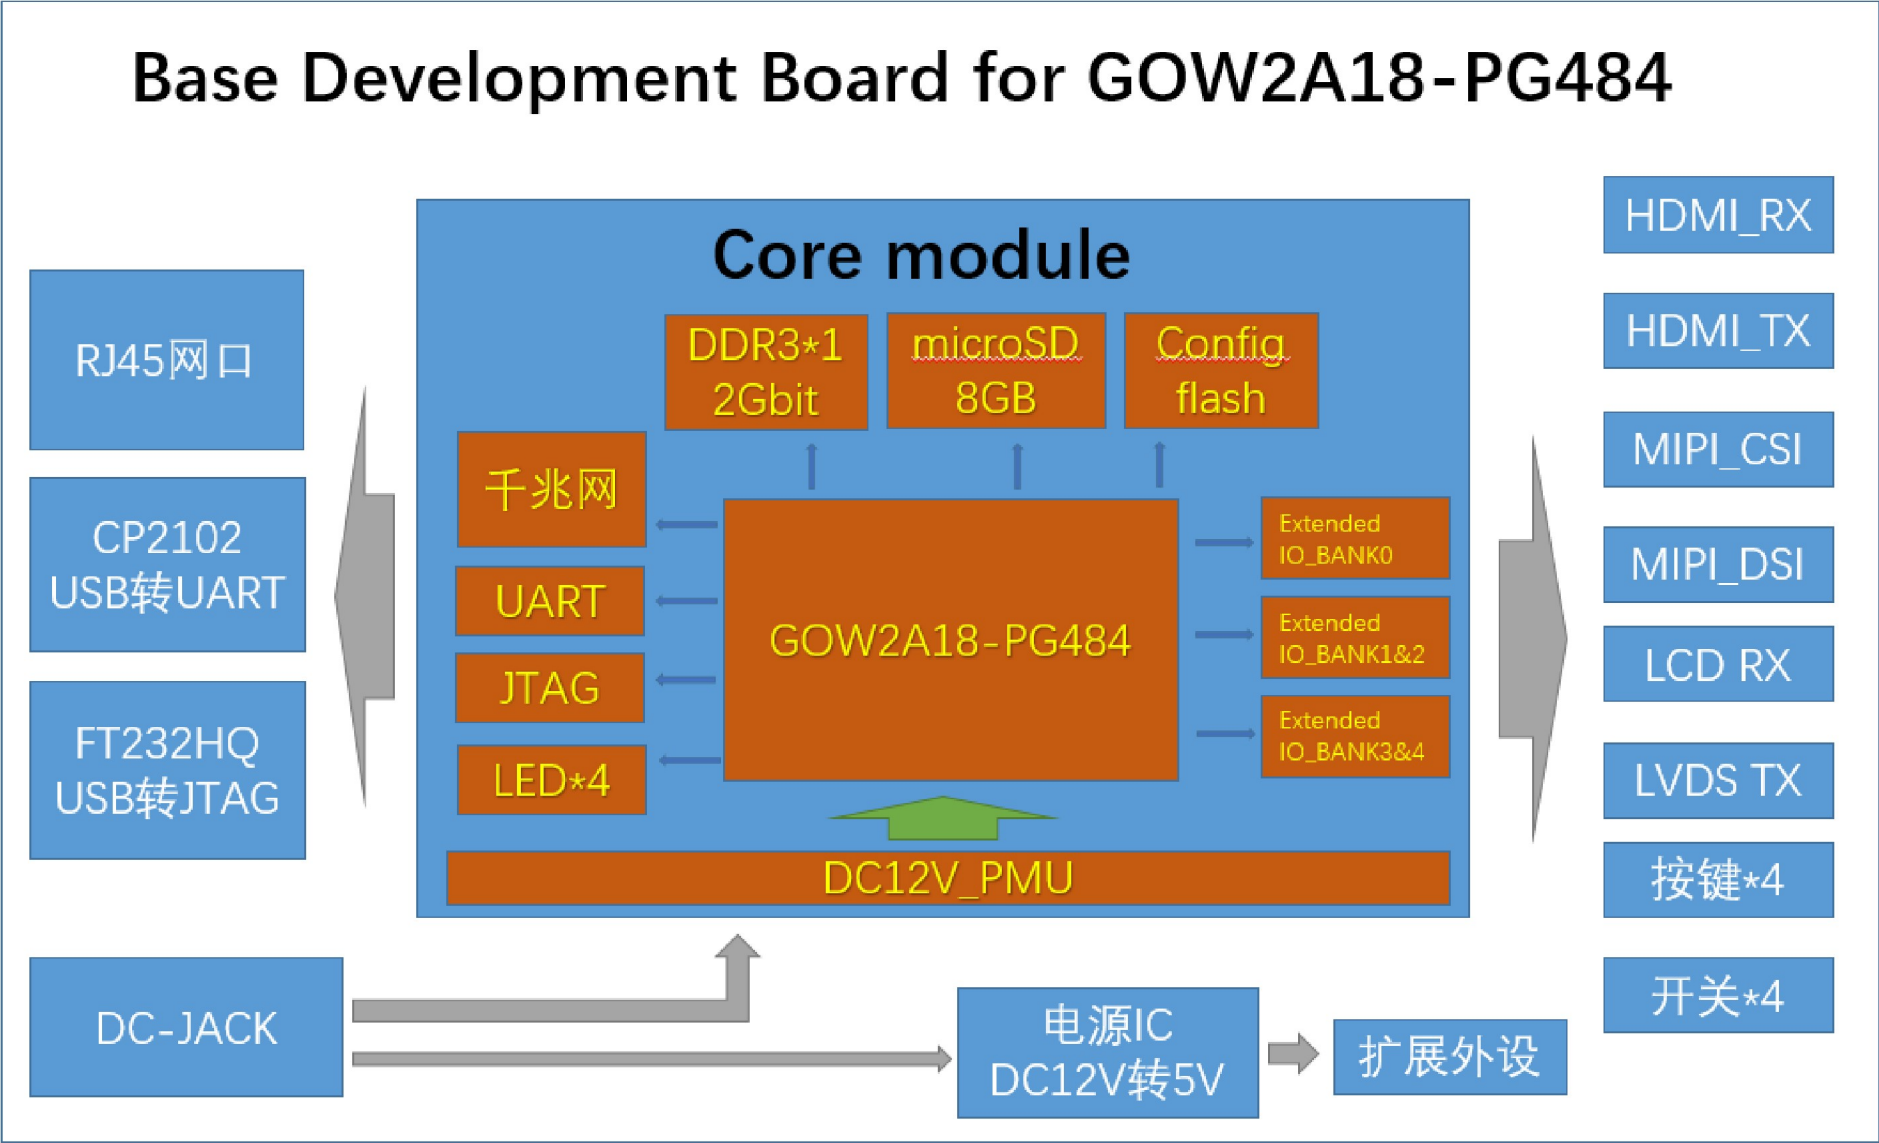 Base Development Board for GOW2A18-PG484
Core module
RJ45网口
CP2102
USB转UART
FT232HQ
USB转JTAG
DC-JACK
DDR3*1
2Gbit
microSD
8GB
Config
flash
千兆网
UART
JTAG
LED*4
GOW2A18-PG484
Extended
IO_BANK0
Extended
IO_BANK1&2
Extended
IO_BANK3&4
DC12V_PMU
电源IC
DC12V转5V
扩展外设
HDMI_RX
HDMI_TX
MIPI_CSI
MIPI_DSI
LCD RX
LVDS TX
按键*4
开关*4